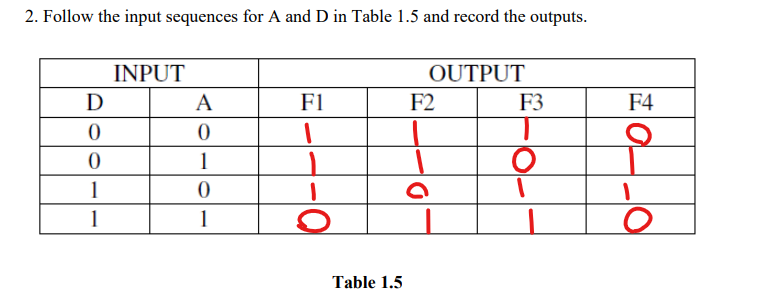 2. Follow the input sequences for A and D in Table 1.5 and record the outputs.
INPUT OUTPUT
D A F1 F2 F3 F4
0 0 1 1 1 0
0 1 1 1 0 1
1 0 1 0 1 1
1 1 0 1 1 0
Table 1.5